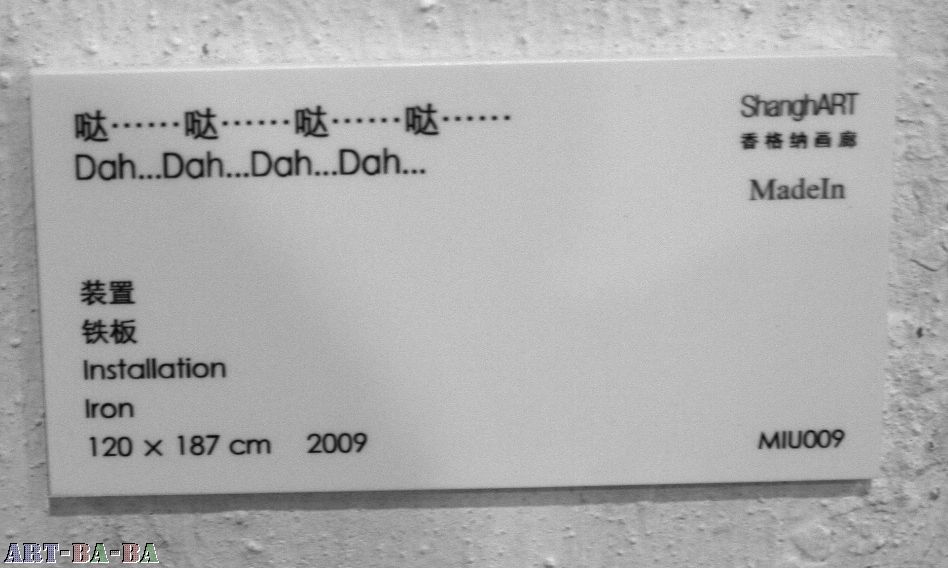 哒……哒……哒……哒……
Dah...Dah...Dah...Dah...
ShanghART
香格纳画廊
MadeIn
装置
铁板
Installation
Iron
120 × 187 cm 2009
MIU009
ART-BA-BA